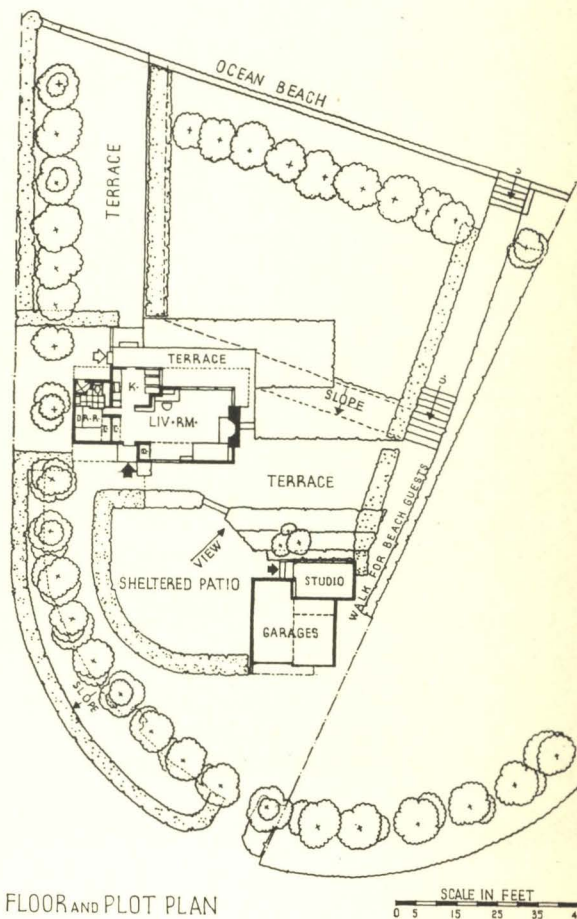 OCEAN BEACH
TERRACE
TERRACE
K·
DR·R·
LIV·RM·
SLOPE
TERRACE
WALK FOR BEACH GUESTS
VIEW
SHELTERED PATIO
STUDIO
GARAGES
SLOPE
FLOOR AND PLOT PLAN
SCALE IN FEET
0 5 15 25 35